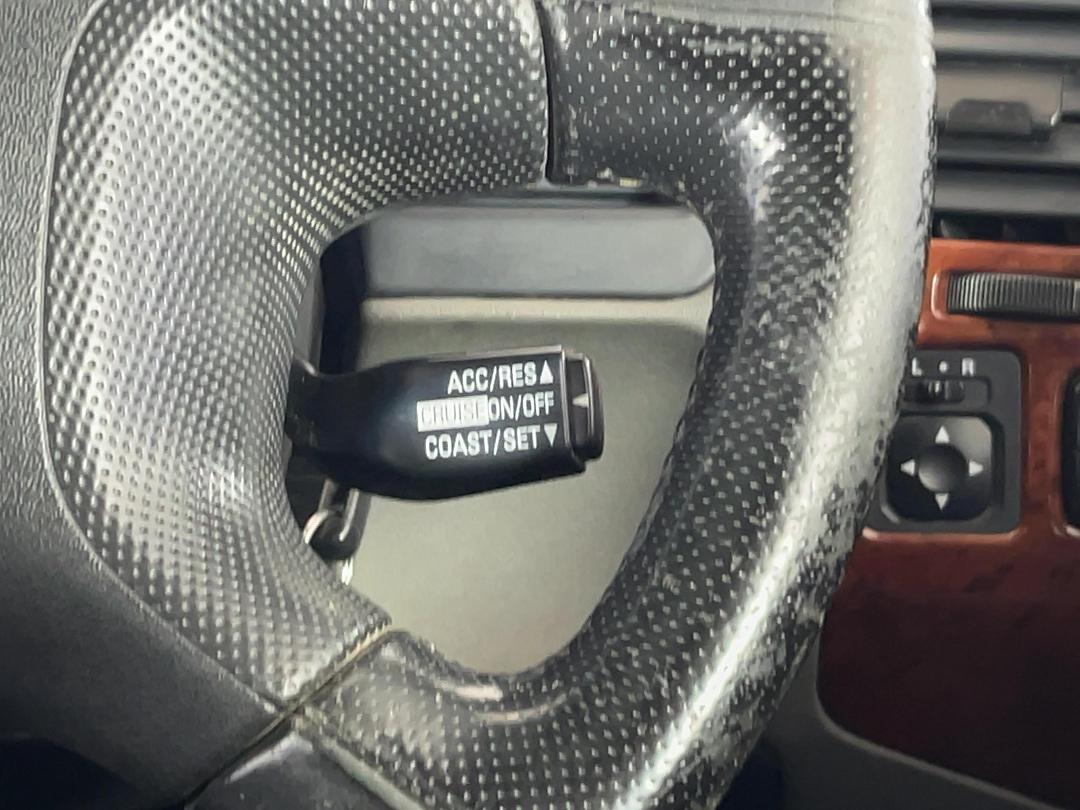 ACC/RES▲
CRUISE ON/OFF
COAST/SET▼
L • R